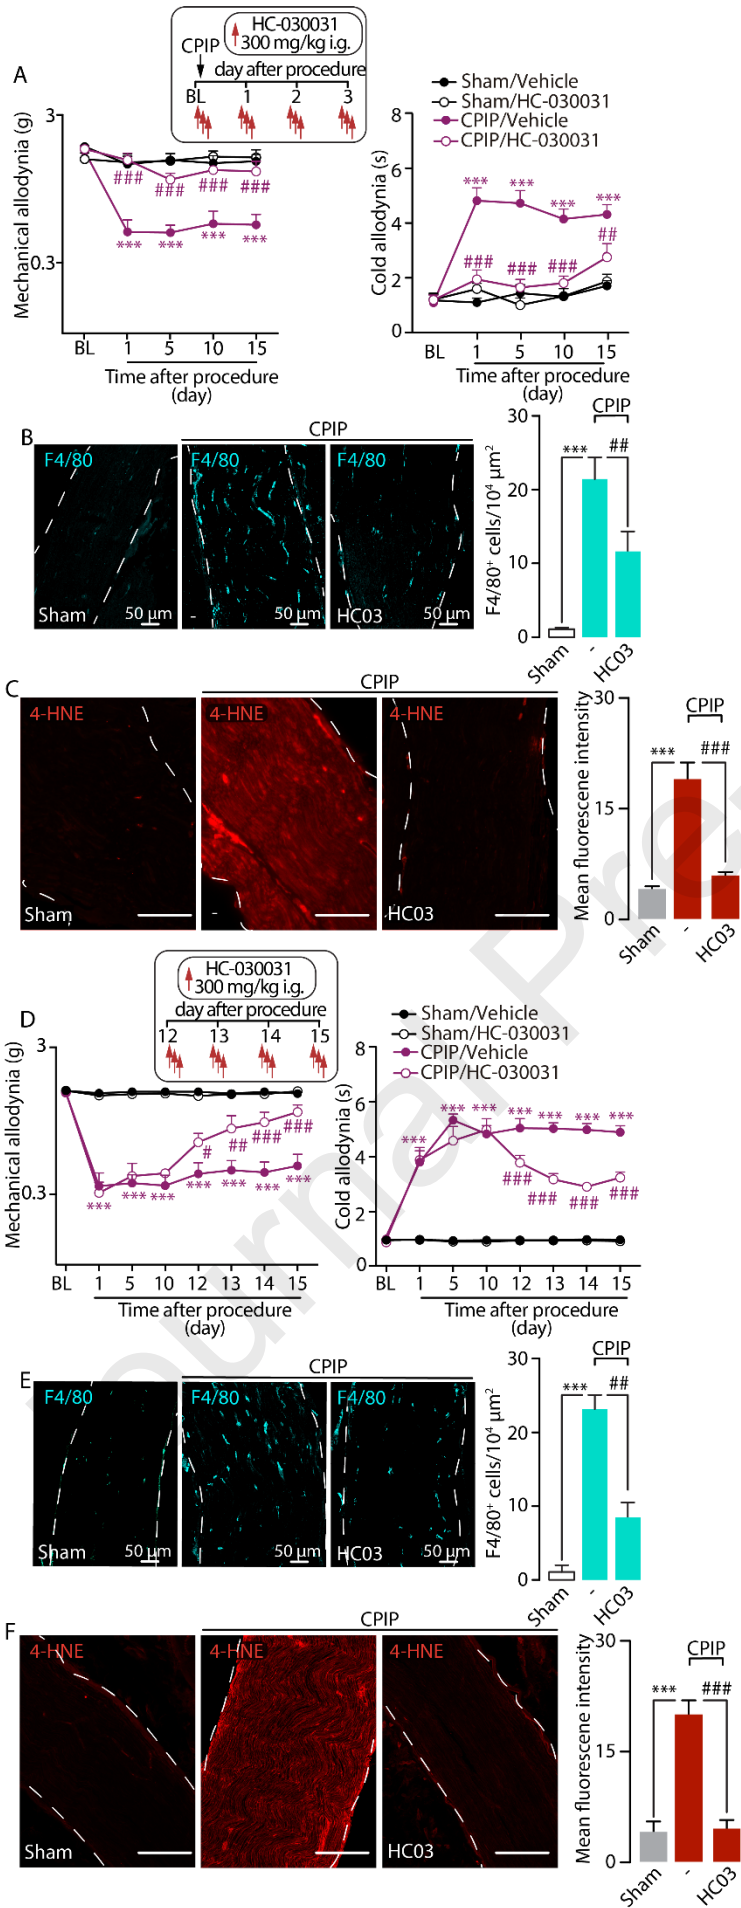 HC-030031
300 mg/kg i.g.
CPIP
day after procedure
BL 1 2 3
A
Mechanical allodynia (g)
3
0.3
### ### ### ###
*** *** *** ***
BL 1 5 10 15
Time after procedure
(day)
Sham/Vehicle
Sham/HC-030031
CPIP/Vehicle
CPIP/HC-030031
Cold allodynia (s)
8
6
4
2
0
*** *** *** ***
### ### ### ##
BL 1 5 10 15
Time after procedure
(day)
B
CPIP
F4/80 F4/80 F4/80
Sham 50 µm - 50 µm HC03 50 µm
F4/80⁺ cells/10⁴ µm²
30
20
10
0
CPIP
*** ##
Sham - HC03
C
CPIP
4-HNE 4-HNE 4-HNE
Sham - HC03
Mean fluorescene intensity
30
15
0
CPIP
*** ###
Sham - HC03
HC-030031
300 mg/kg i.g.
day after procedure
12 13 14 15
D
Mechanical allodynia (g)
3
0.3
# ## ### ###
*** *** *** *** *** *** ***
BL 1 5 10 12 13 14 15
Time after procedure
(day)
Sham/Vehicle
Sham/HC-030031
CPIP/Vehicle
CPIP/HC-030031
Cold allodynia (s)
8
6
4
2
0
*** *** *** *** *** *** ***
### ### ### ###
BL 1 5 10 12 13 14 15
Time after procedure
(day)
E
CPIP
F4/80 F4/80 F4/80
Sham 50 µm - 50 µm HC03 50 µm
F4/80⁺ cells/10⁴ µm²
30
20
10
0
CPIP
*** ##
Sham - HC03
F
CPIP
4-HNE 4-HNE 4-HNE
Sham - HC03
Mean fluorescene intensity
30
15
0
CPIP
*** ###
Sham - HC03
Journal Pre